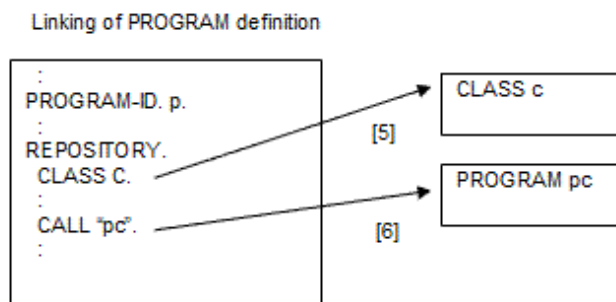 Linking of PROGRAM definition
:
PROGRAM-ID. p.
:
REPOSITORY.
CLASS C.
:
CALL “pc”.
:
[5]
[6]
CLASS c
PROGRAM pc